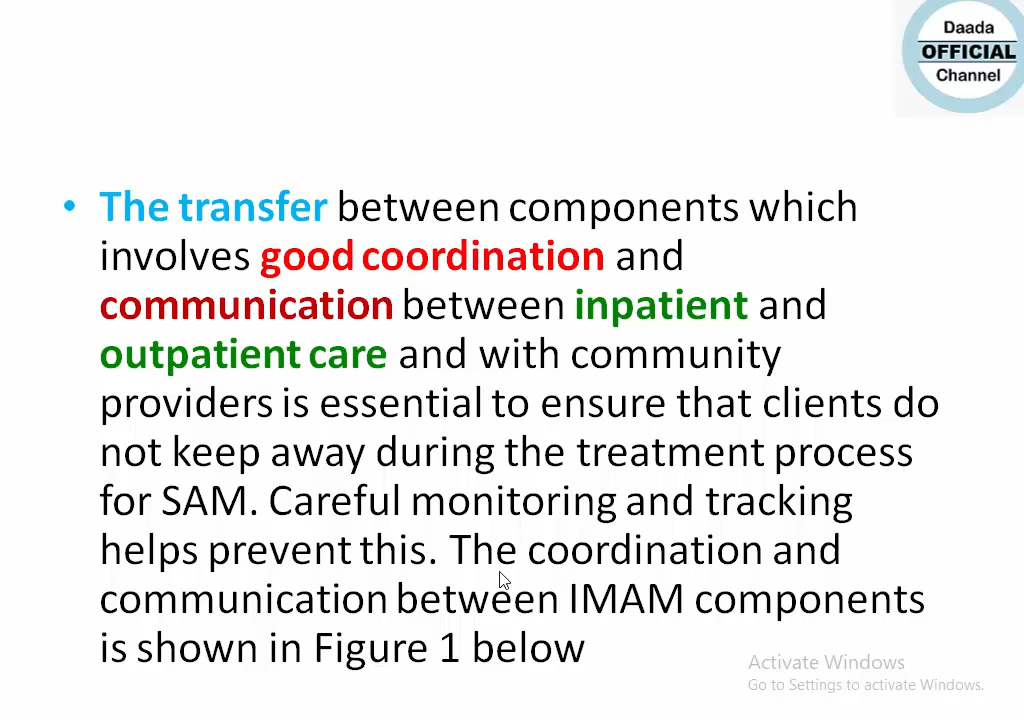 Daada
OFFICIAL
Channel
• The transfer between components which
involves good coordination and
communication between inpatient and
outpatient care and with community
providers is essential to ensure that clients do
not keep away during the treatment process
for SAM. Careful monitoring and tracking
helps prevent this. The coordination and
communication between IMAM components
is shown in Figure 1 below
Activate Windows
Go to Settings to activate Windows.